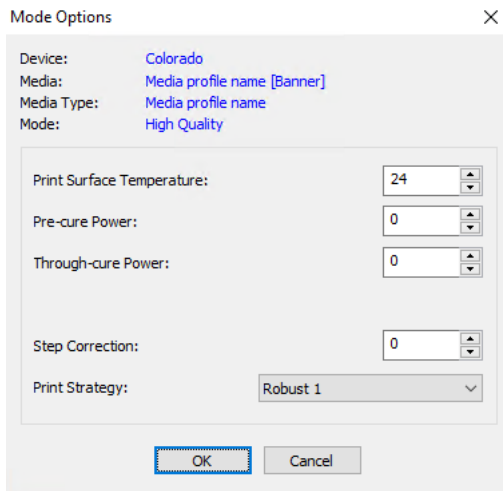 Mode Options
Device: Colorado
Media: Media profile name [Banner]
Media Type: Media profile name
Mode: High Quality
Print Surface Temperature: 24
Pre-cure Power: 0
Through-cure Power: 0
Step Correction: 0
Print Strategy: Robust 1
OK Cancel